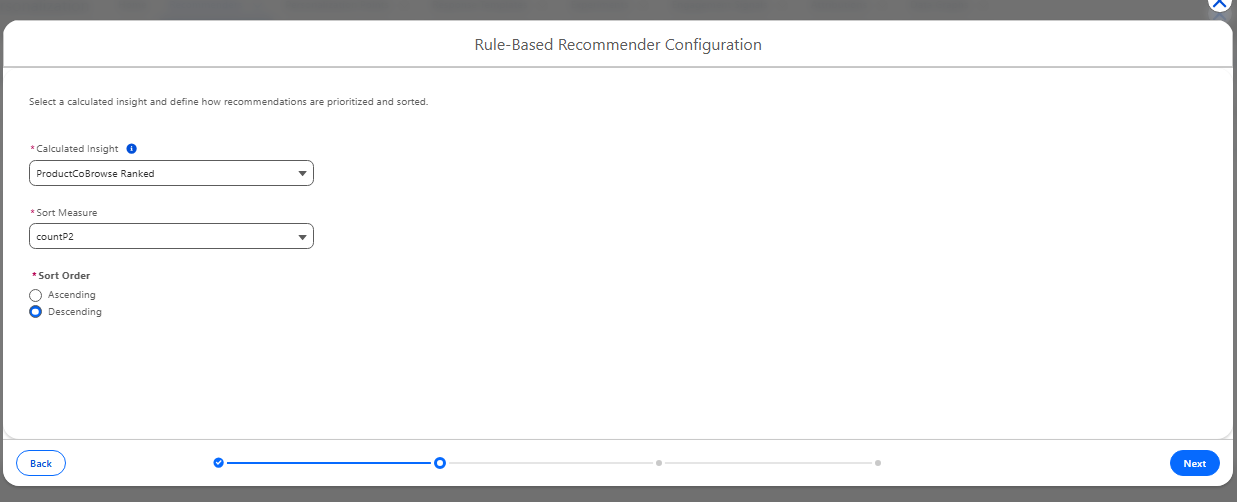 Rule-Based Recommender Configuration
Select a calculated insight and define how recommendations are prioritized and sorted.
* Calculated Insight
ProductCoBrowse Ranked
* Sort Measure
countP2
* Sort Order
Ascending
Descending
Back
Next